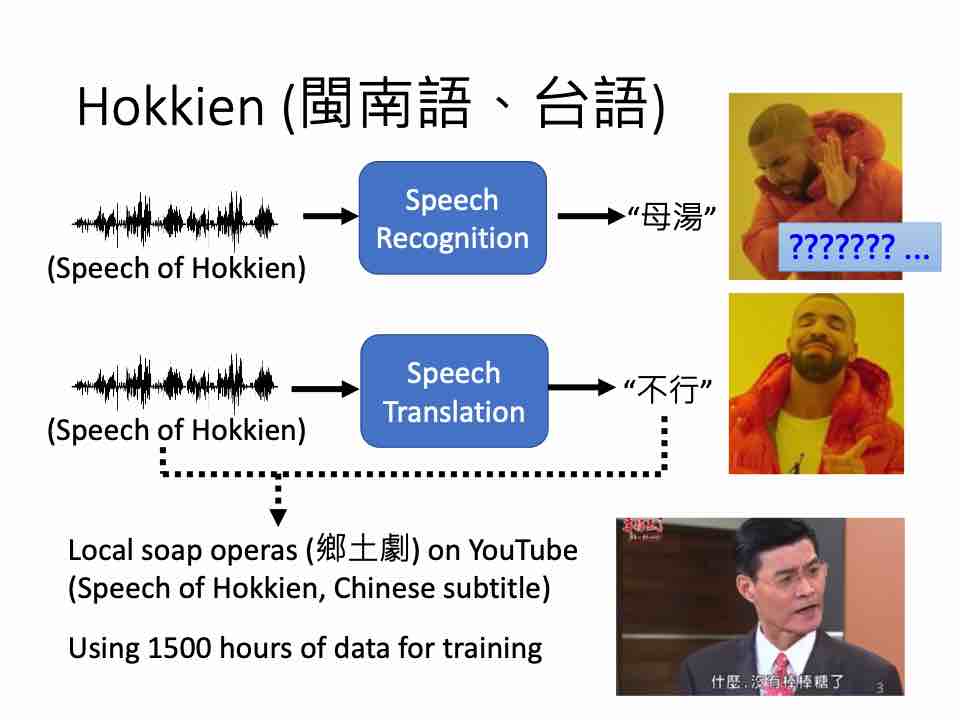 Hokkien (閩南語、台語)
Speech
Recognition
“母湯”
(Speech of Hokkien)
??????? ...
Speech
Translation
“不行”
(Speech of Hokkien)
Local soap operas (鄉土劇) on YouTube
(Speech of Hokkien, Chinese subtitle)
Using 1500 hours of data for training
什麼.沒有棒棒糖了
3